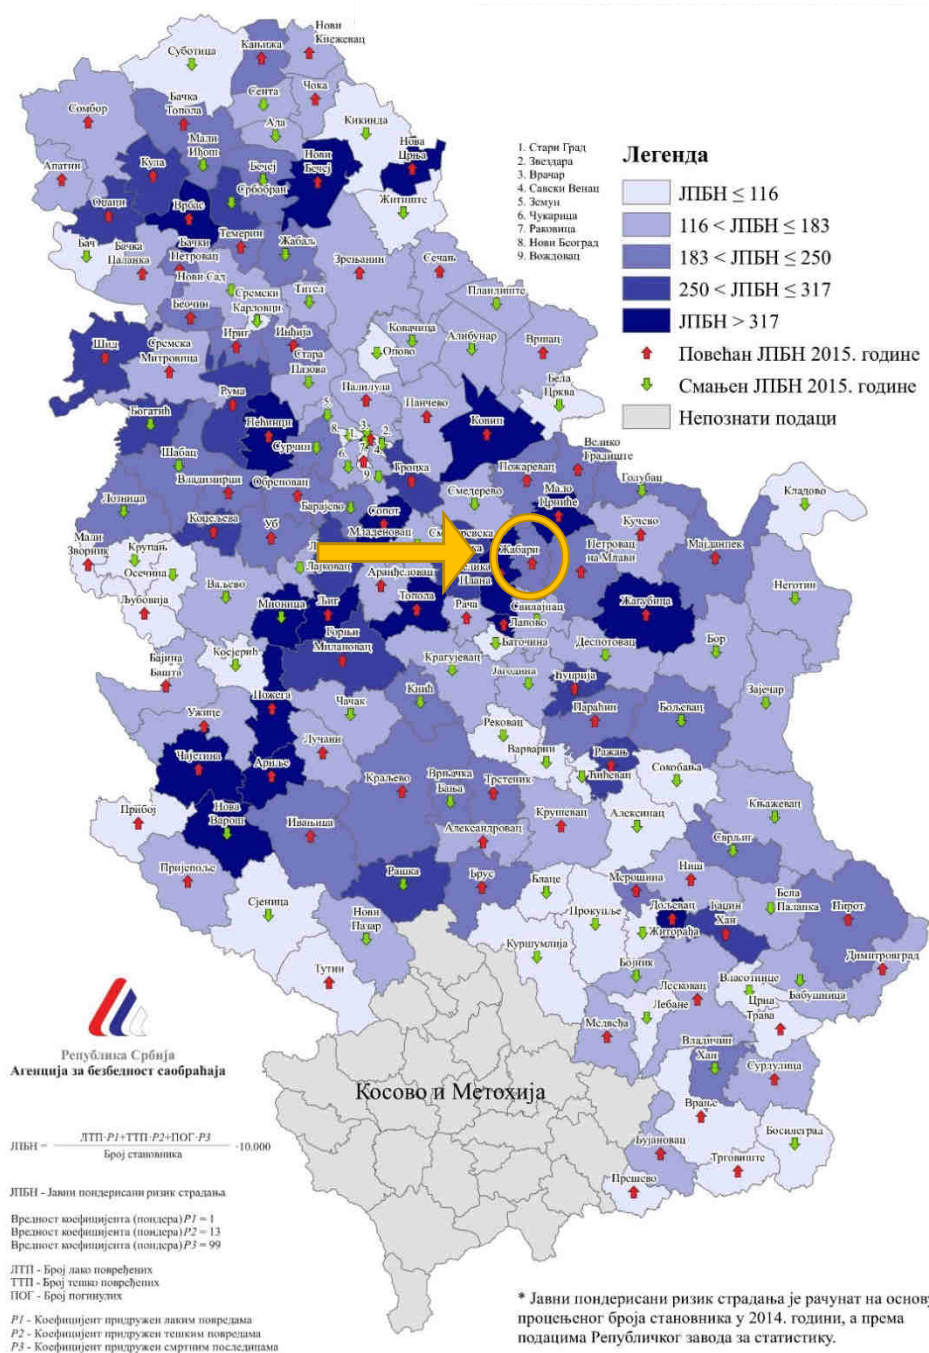 Нови
Кнежевац
Кањижа
Суботица
Сента
Чока
Бачка
Топола
Сомбор
Ада
Кикинда
Мали
Иђош
Нова
Црња
Апатин
Кула
Бечеј
Нови
Бечеј
Србобран
Оџаци
Врбас
Житиште
Темерин
Бач
Бачка
Паланка
Бачки
Петровац
Жабаљ
Зрењанин
Сечањ
Нови Сад
Сремски
Карловци
Тител
Пландиште
Беочин
Ковачица
Шид
Сремска
Митровица
Ириг
Инђија
Опово
Алибунар
Вршац
Стара
Пазова
Бела
Црква
Рума
Палилула
Панчево
Богатић
Пећинци
Ковин
5.
3.
8.
1.
2.
7.
4.
6.
9.
Сурчин
Шабац
Гроцка
Пожаревац
Велико
Градиште
Голубац
Владимирци
Обреновац
Мало
Црниће
Кладово
Лозница
Барајево
Смедерево
Сопот
Коцељева
Уб
Младеновац
Кучево
Мали
Зворник
Крупањ
Жабари
Петровац
на Млави
Мајданпек
Осечина
Лајковац
Неготин
Ваљево
Аранђеловац
Љубовија
Мионица
Љиг
Топола
Рача
Свилајнац
Лапово
Жагубица
Горњи
Милановац
Баточина
Косјерић
Деспотовац
Бор
Бајина
Башта
Крагујевац
Јагодина
Ћуприја
Зајечар
Пожега
Чачак
Кнић
Параћин
Бољевац
Ужице
Рековац
Лучани
Варварин
Ражањ
Чајетина
Ариље
Ћићевац
Сокобања
Краљево
Врњачка
Бања
Трстеник
Књажевац
Прибој
Нова
Варош
Ивањица
Александровац
Крушевац
Алексинац
Сврљиг
Пријепоље
Рашка
Брус
Блаце
Мерошина
Ниш
Бела
Паланка
Пирот
Сјеница
Нови
Пазар
Прокупље
Дољевац
Гаџин
Хан
Житорађа
Куршумлија
Тутин
Бојник
Димитровград
Лесковац
Власотинце
Бабушница
Црна
Трава
Лебане
Медвеђа
Владичин
Хан
Сурдулица
Врање
Босилеград
Бујановац
Трговиште
Прешево
Косово и Метохија
1. Стари Град
2. Звездара
3. Врачар
4. Савски Венац
5. Земун
6. Чукарица
7. Раковица
8. Нови Београд
9. Вождовац
Легенда
ЈПБН ≤ 116
116 < ЈПБН ≤ 183
183 < ЈПБН ≤ 250
250 < ЈПБН ≤ 317
ЈПБН > 317
Повећан ЈПБН 2015. године
Смањен ЈПБН 2015. године
Непознати подаци
Република Србија
Агенција за безбедност саобраћаја
ЈПБН = ЛТП·P1+ТТП·P2+ПОГ·P3 ·10.000
Број становника
ЈПБН - Јавни пондерисани ризик страдања
Вредност коефицијента (пондера) P1 = 1
Вредност коефицијента (пондера) P2 = 13
Вредност коефицијента (пондера) P3 = 99
ЛТП - Број лако повређених
ТТП - Број тешко повређених
ПОГ - Број погинулих
P1 - Коефицијент придружен лаким повредама
P2 - Коефицијент придружен тешким повредама
P3 - Коефицијент придружен смртним последицама
* Јавни пондерисани ризик страдања је рачунат на основу
процењеног броја становника у 2014. години, а према
подацима Републичког завода за статистику.